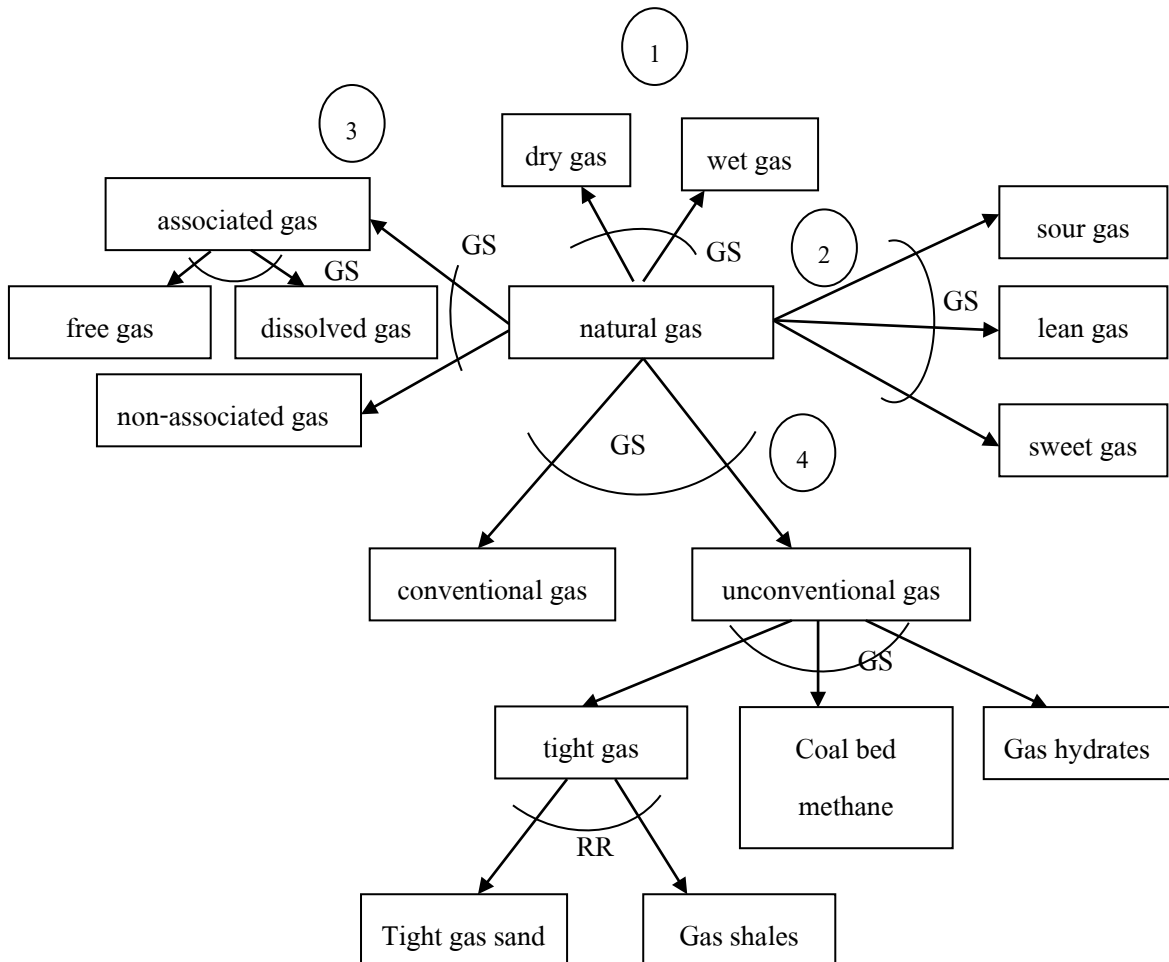 1
3
dry gas
wet gas
associated gas
GS
GS
GS
2
sour gas
free gas
dissolved gas
natural gas
GS
lean gas
non-associated gas
GS
4
sweet gas
conventional gas
unconventional gas
GS
tight gas
Coal bed
methane
Gas hydrates
RR
Tight gas sand
Gas shales